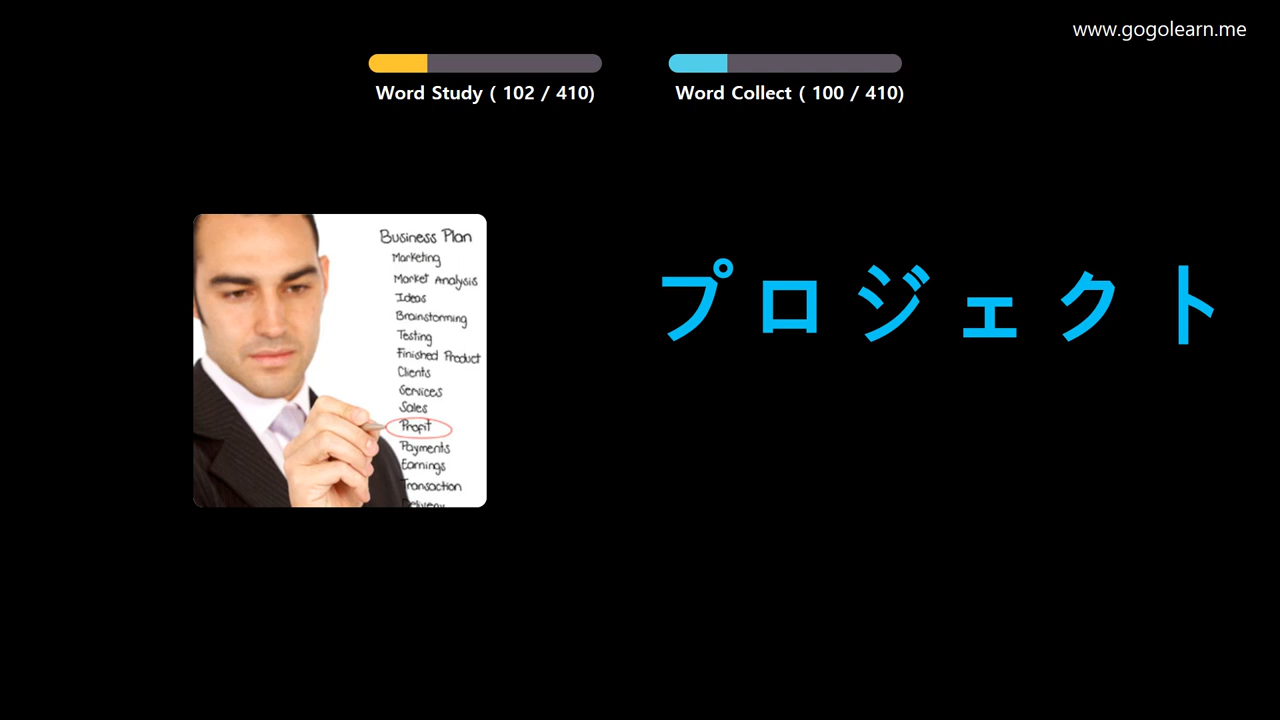 www.gogolearn.me
Word Study ( 102 / 410)
Word Collect ( 100 / 410)
Business Plan
Marketing
Market Analysis
Ideas
Brainstorming
Testing
Finished Product
Clients
Services
Sales
Profit
Payments
Earnings
Transaction
Delivery
プロジェクト